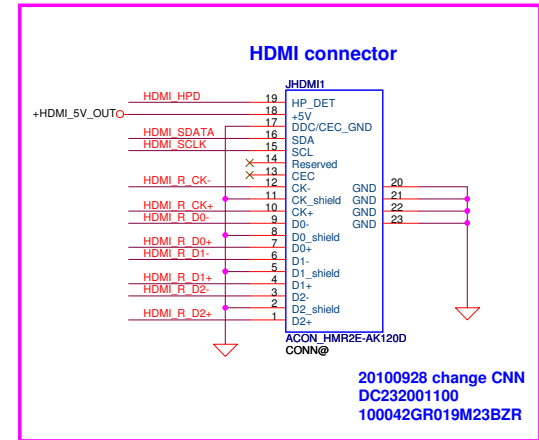 HDMI connector
JHDMI1
HDMI_HPD 19 HP_DET
+HDMI_5V_OUT 18 +5V
17 DDC/CEC_GND
HDMI_SDATA 16 SDA
HDMI_SCLK 15 SCL
14 Reserved
13 CEC
HDMI_R_CK- 12 CK- GND 20
11 CK_shield GND 21
HDMI_R_CK+ 10 CK+ GND 22
HDMI_R_D0- 9 D0- GND 23
8 D0_shield
HDMI_R_D0+ 7 D0+
HDMI_R_D1- 6 D1-
5 D1_shield
HDMI_R_D1+ 4 D1+
HDMI_R_D2- 3 D2-
2 D2_shield
HDMI_R_D2+ 1 D2+
ACON_HMR2E-AK120D
CONN@
20100928 change CNN
DC232001100
100042GR019M23BZR